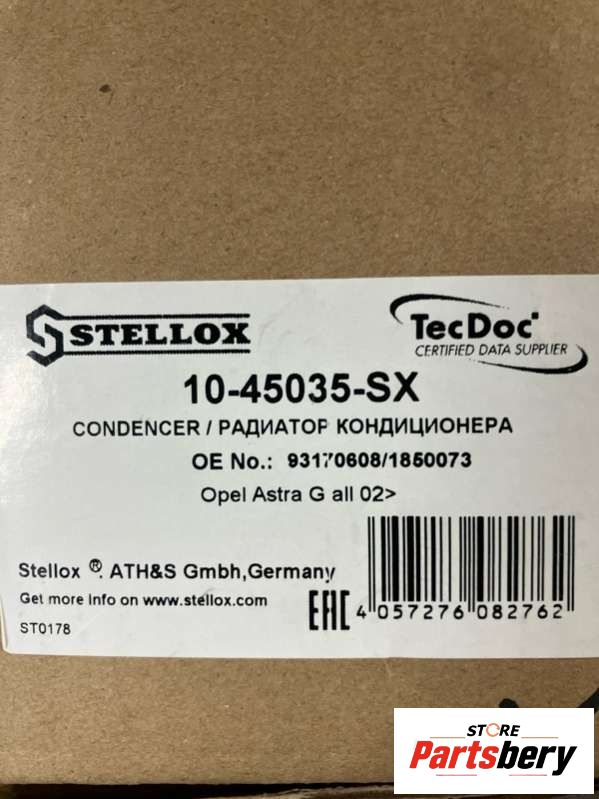 STELLOX
TecDoc
CERTIFIED DATA SUPPLIER
10-45035-SX
CONDENCER / РАДИАТОР КОНДИЦИОНЕРА
OE No.: 93170608/1850073
Opel Astra G all 02>
Stellox ®. ATH&S Gmbh,Germany
Get more info on www.stellox.com
ST0178
EAC
4 057276 082762
STORE
Partsbery